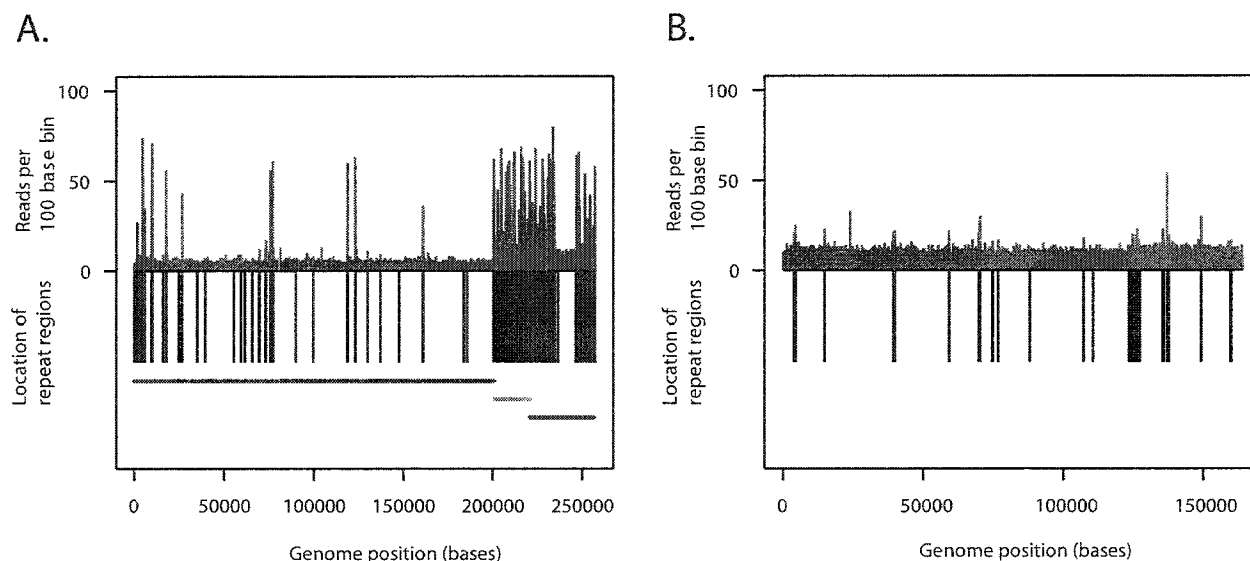 A.
100
50
0
Reads per
100 base bin
Location of
repeat regions
0
50000
100000
150000
200000
250000
Genome position (bases)
B.
100
50
0
Reads per
100 base bin
Location of
repeat regions
0
50000
100000
150000
Genome position (bases)